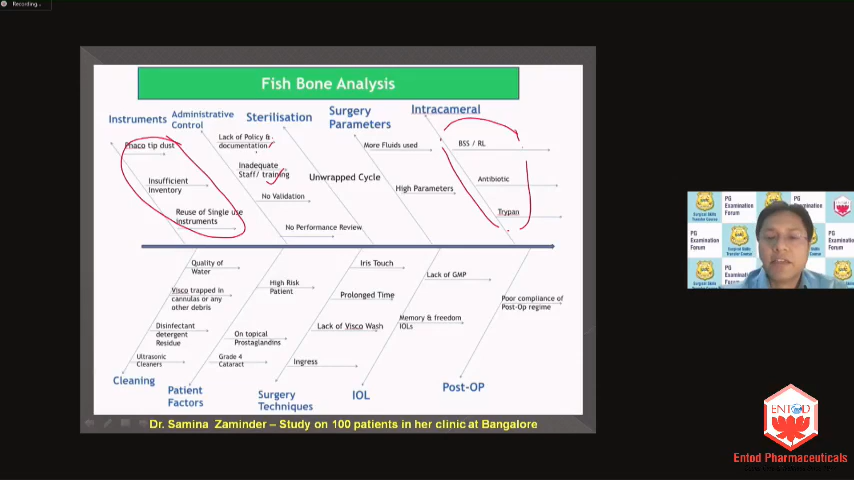 Recording...
Fish Bone Analysis
Instruments
Administrative
Control
Sterilisation
Surgery
Parameters
Intracameral
Phaco tip dust
Insufficient
Inventory
Reuse of Single use
instruments
Lack of Policy &
documentation
Inadequate
Staff/ training
No Validation
No Performance Review
Unwrapped Cycle
More Fluids used
High Parameters
BSS / RL
Antibiotic
Trypan
Quality of
Water
Visco trapped in
cannulas or any
other debris
Disinfectant
detergent
Residue
Ultrasonic
Cleaners
High Risk
Patient
On topical
Prostaglandins
Grade 4
Cataract
Iris Touch
Prolonged Time
Lack of Visco Wash
Ingress
Lack of GMP
Memory & freedom
IOLs
Poor compliance of
Post-Op regime
Cleaning
Patient
Factors
Surgery
Techniques
IOL
Post-OP
Dr. Samina Zaminder – Study on 100 patients in her clinic at Bangalore
PG
Examination
Forum
Surgical Skills
Transfer Course
PG
Examination
Forum
PG
Examination
Forum
PG
Examination
Forum
Surgical Skills
Transfer Course
ENTOD
Entod Pharmaceuticals